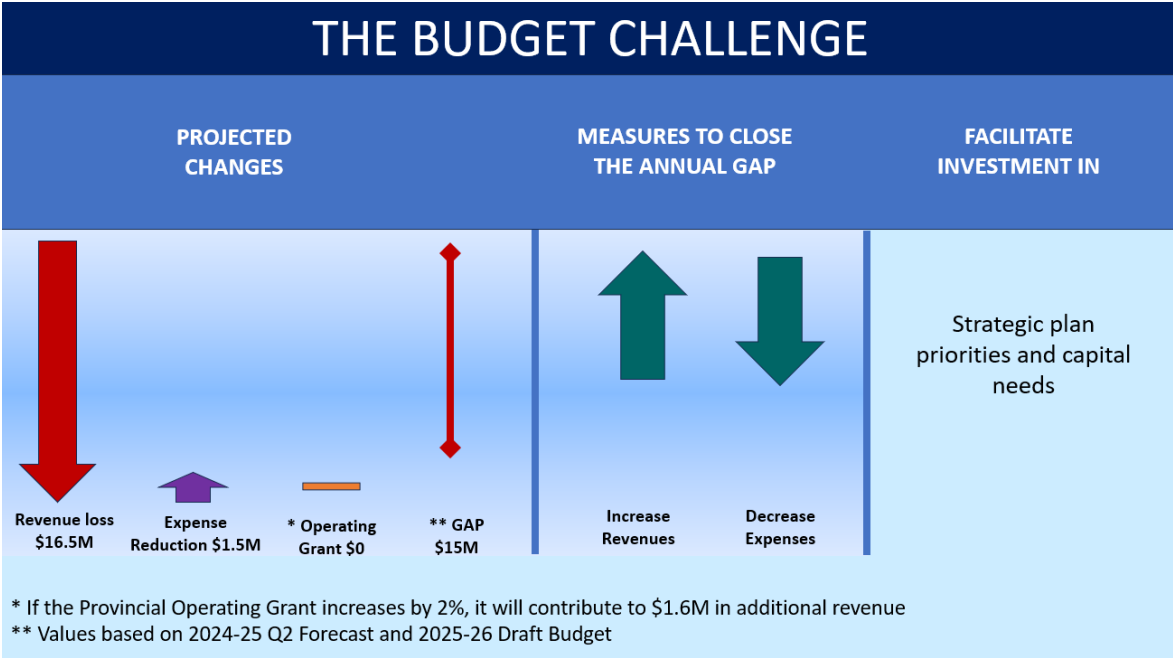 THE BUDGET CHALLENGE
PROJECTED
CHANGES
MEASURES TO CLOSE
THE ANNUAL GAP
FACILITATE
INVESTMENT IN
Revenue loss
$16.5M
Expense
Reduction $1.5M
* Operating
Grant $0
** GAP
$15M
Increase
Revenues
Decrease
Expenses
Strategic plan
priorities and capital
needs
* If the Provincial Operating Grant increases by 2%, it will contribute to $1.6M in additional revenue
** Values based on 2024-25 Q2 Forecast and 2025-26 Draft Budget